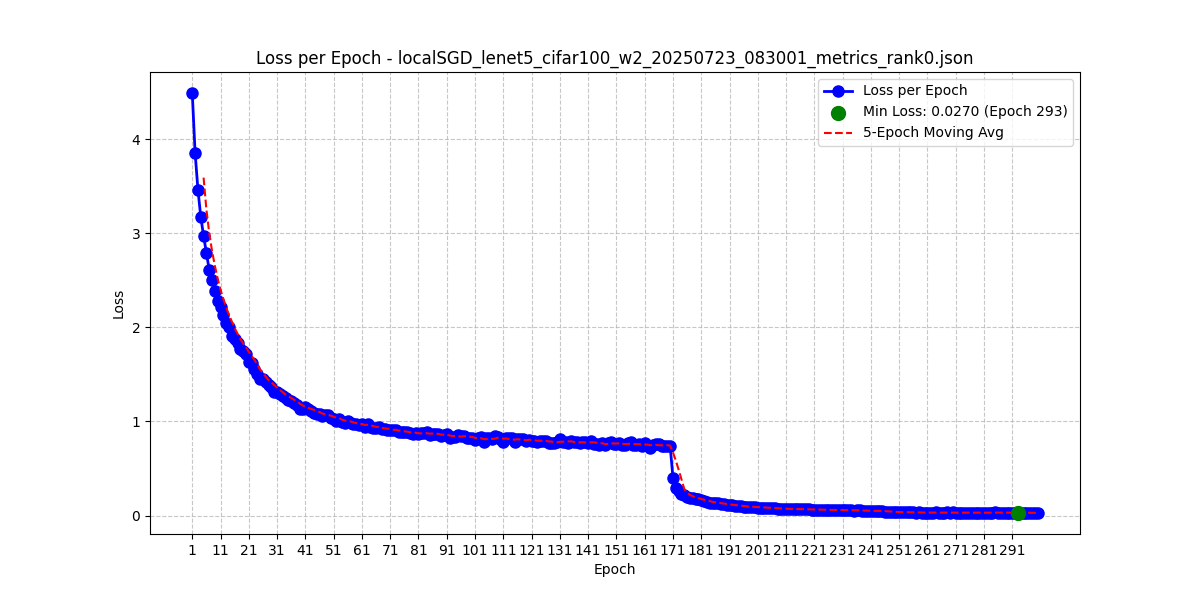 Loss per Epoch - localSGD_lenet5_cifar100_w2_20250723_083001_metrics_rank0.json
Loss per Epoch
Min Loss: 0.0270 (Epoch 293)
5-Epoch Moving Avg
4
3
2
1
0
Loss
1 11 21 31 41 51 61 71 81 91 101 111 121 131 141 151 161 171 181 191 201 211 221 231 241 251 261 271 281 291
Epoch